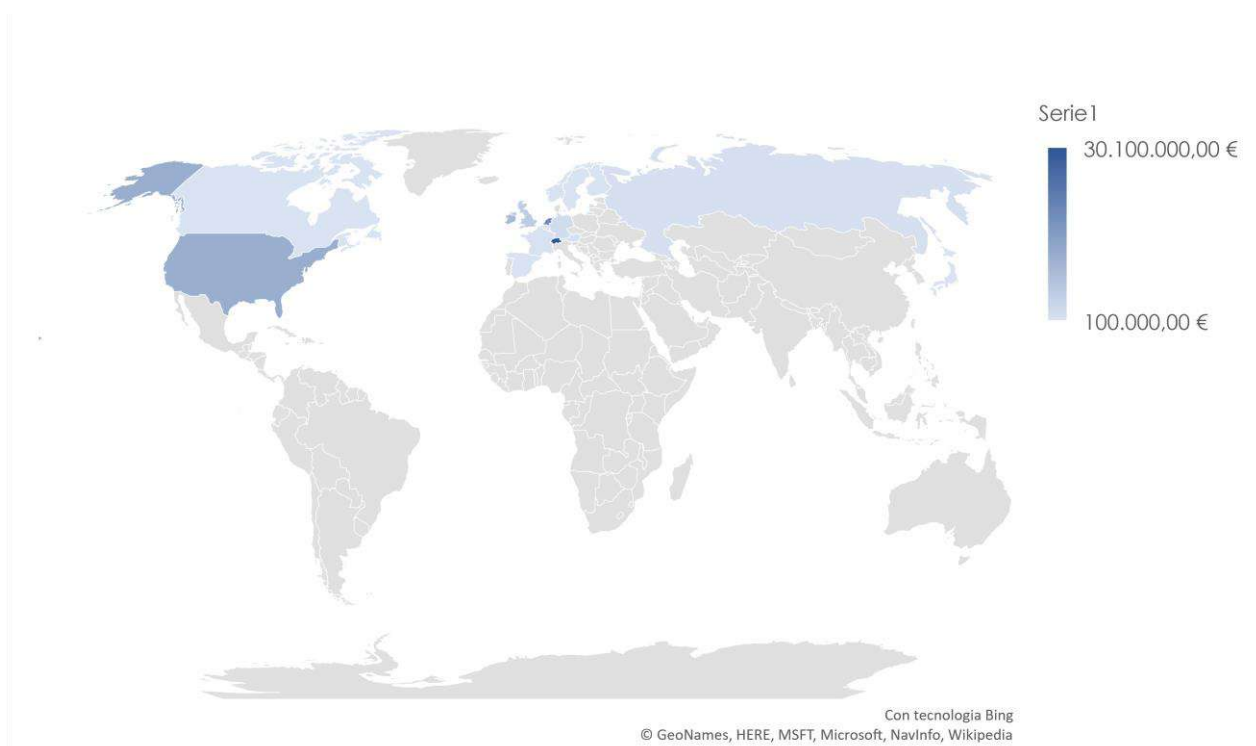 Serie1
30.100.000,00 €
100.000,00 €
Con tecnologia Bing
© GeoNames, HERE, MSFT, Microsoft, NavInfo, Wikipedia